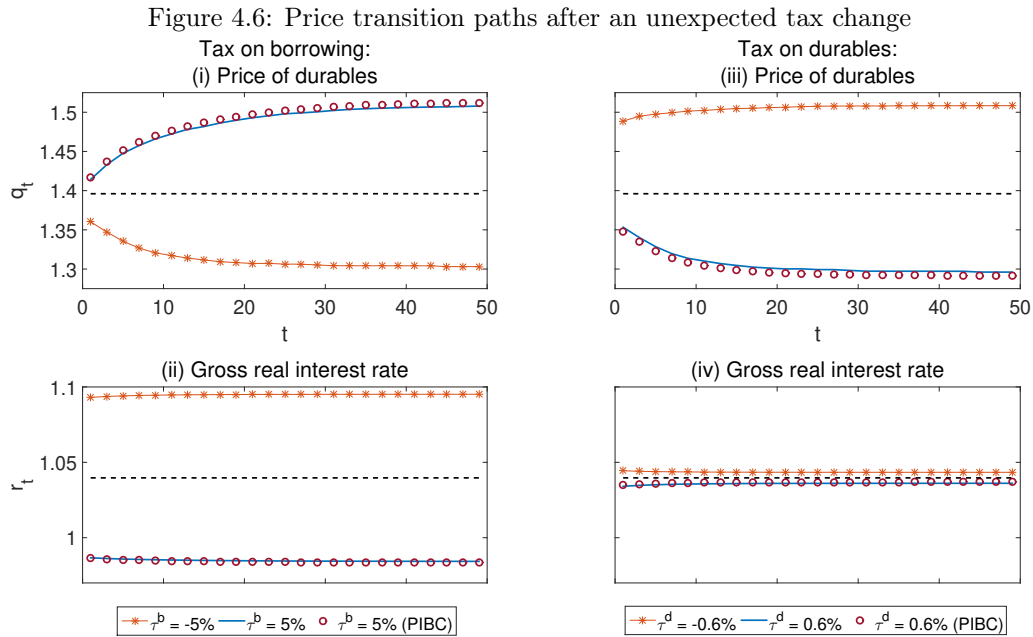 Figure 4.6: Price transition paths after an unexpected tax change
Tax on borrowing:
(i) Price of durables
1.5
1.45
1.4
1.35
1.3
q_t
0 10 20 30 40 50
t
Tax on durables:
(iii) Price of durables
0 10 20 30 40 50
t
(ii) Gross real interest rate
1.1
1.05
1
r_t
(iv) Gross real interest rate
τ^b = -5% τ^b = 5% τ^b = 5% (PIBC)
τ^d = -0.6% τ^d = 0.6% τ^d = 0.6% (PIBC)